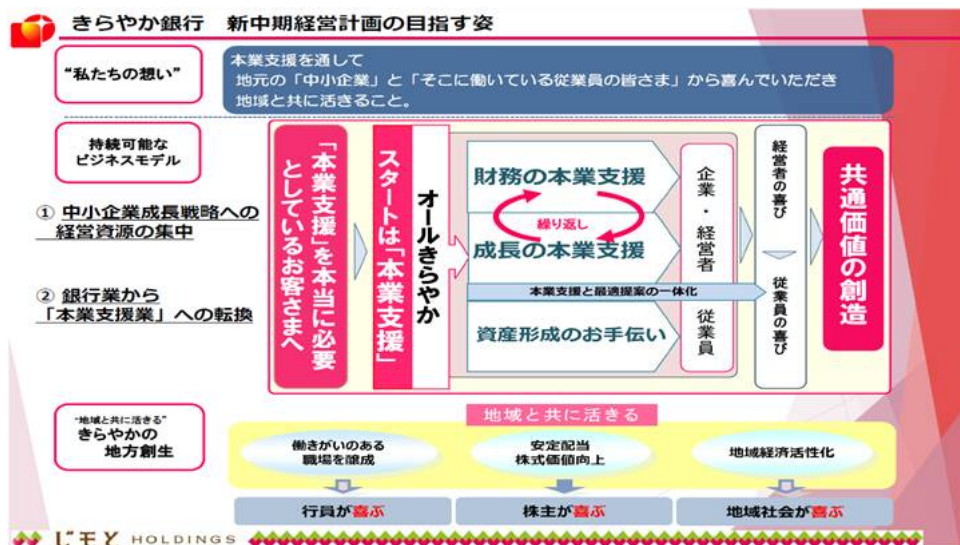 きらやか銀行 新中期経営計画の目指す姿
“私たちの想い”
本業支援を通して
地元の「中小企業」と「そこに働いている従業員の皆さま」から喜んでいただき
地域と共に活きること。
持続可能な
ビジネスモデル
① 中小企業成長戦略への
経営資源の集中
② 銀行業から
「本業支援業」への転換
「本業支援」を本当に必要
としているお客さまへ
スタートは「本業支援」
オールきらやか
財務の本業支援
繰り返し
成長の本業支援
本業支援と最適提案の一体化
資産形成のお手伝い
企業・経営者
従業員
経営者の喜び
従業員の喜び
共通価値の創造
“地域と共に活きる”
きらやかの
地方創生
地域と共に活きる
働きがいのある
職場を醸成
安定配当
株式価値向上
地域経済活性化
行員が喜ぶ
株主が喜ぶ
地域社会が喜ぶ
じモト HOLDINGS